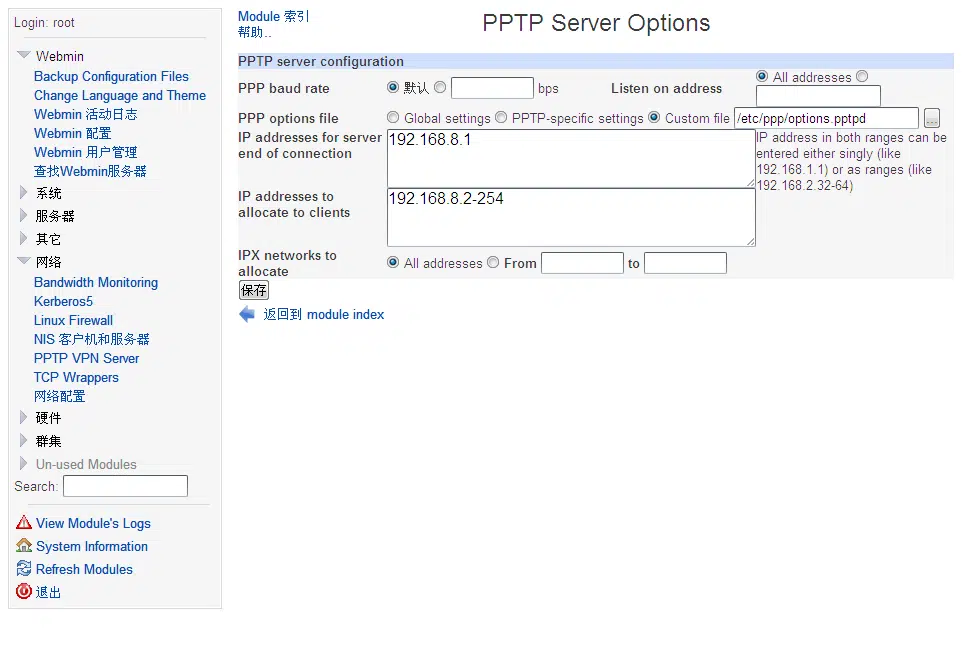 Login: root
Webmin
Backup Configuration Files
Change Language and Theme
Webmin 活动日志
Webmin 配置
Webmin 用户管理
查找Webmin服务器
系统
服务器
其它
网络
Bandwidth Monitoring
Kerberos5
Linux Firewall
NIS 客户机和服务器
PPTP VPN Server
TCP Wrappers
网络配置
硬件
群集
Un-used Modules
Search:
View Module's Logs
System Information
Refresh Modules
退出
Module 索引
帮助..
PPTP Server Options
PPTP server configuration
PPP baud rate 默认 bps Listen on address All addresses
PPP options file Global settings PPTP-specific settings Custom file /etc/ppp/options.pptpd ...
IP addresses for server
end of connection
192.168.8.1
IP address in both ranges can be
entered either singly (like
192.168.1.1) or as ranges (like
192.168.2.32-64)
IP addresses to
allocate to clients
192.168.8.2-254
IPX networks to
allocate
All addresses From to
保存
返回到 module index